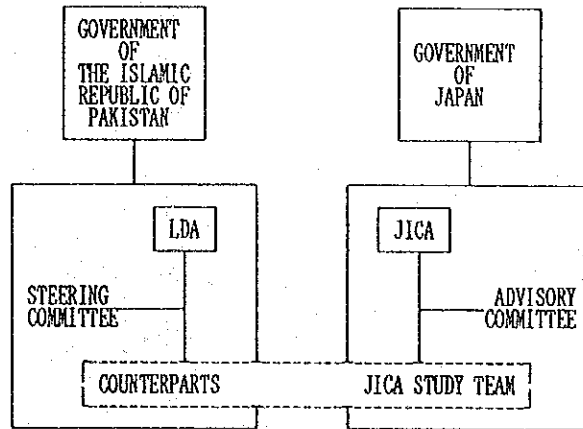 GOVERNMENT
OF
THE ISLAMIC
REPUBLIC OF
PAKISTAN
GOVERNMENT
OF
JAPAN
LDA
JICA
STEERING
COMMITTEE
ADVISORY
COMMITTEE
COUNTERPARTS
JICA STUDY TEAM